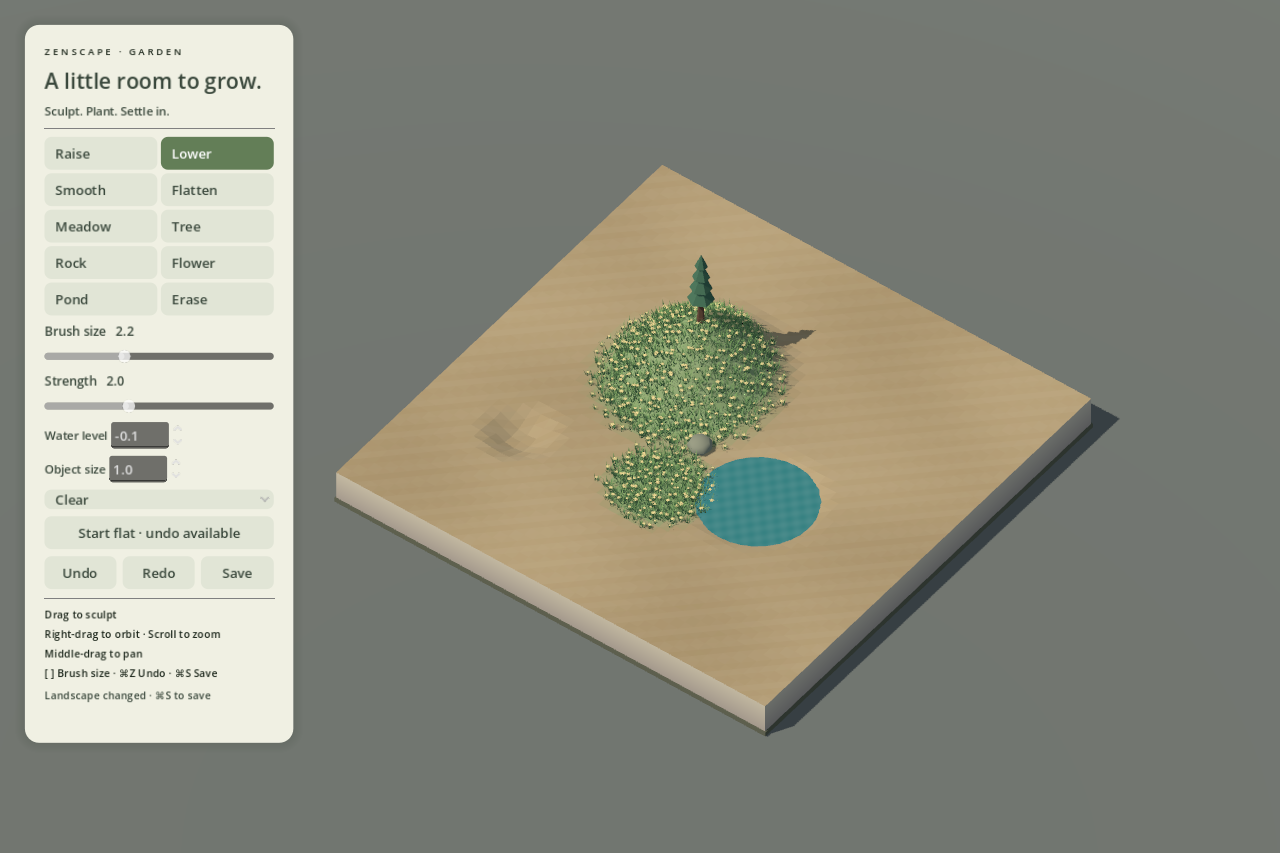 ZENSCAPE · GARDEN
A little room to grow.
Sculpt. Plant. Settle in.
Raise Lower
Smooth Flatten
Meadow Tree
Rock Flower
Pond Erase
Brush size 2.2
Strength 2.0
Water level -0.1
Object size 1.0
Clear
Start flat · undo available
Undo Redo Save
Drag to sculpt
Right-drag to orbit · Scroll to zoom
Middle-drag to pan
[ ] Brush size · ⌘Z Undo · ⌘S Save
Landscape changed · ⌘S to save